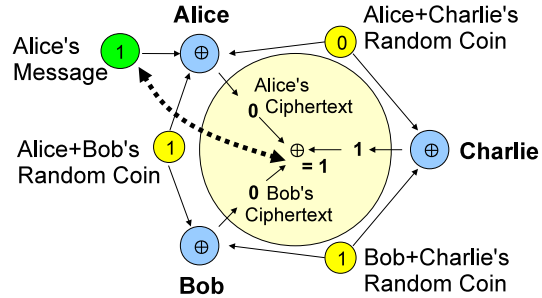 Alice
Alice+Charlie's
Random Coin
Alice's
Message
1
⊕
0
Alice's
Ciphertext
0
Alice+Bob's
Random Coin
1
⊕
= 1
1
⊕
Charlie
0 Bob's
Ciphertext
⊕
Bob
1
Bob+Charlie's
Random Coin